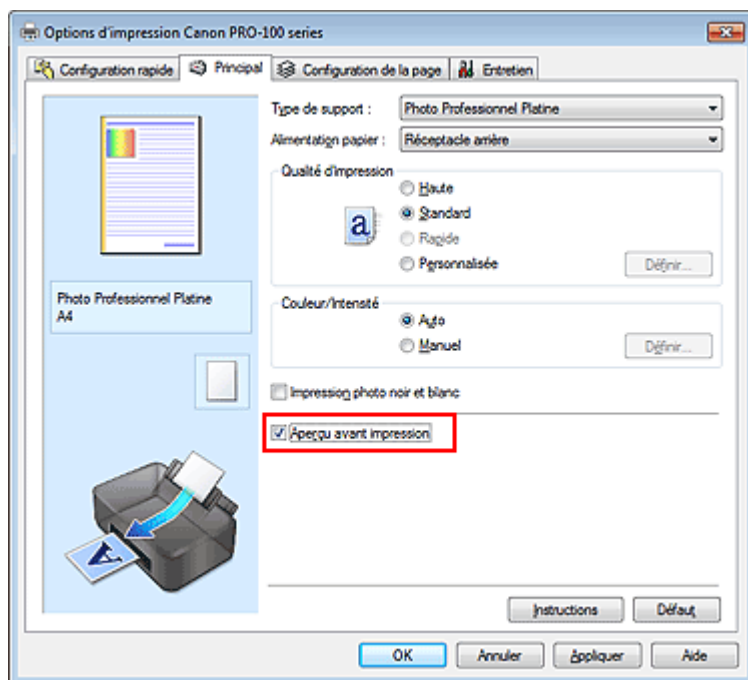 Options d'impression Canon PRO-100 series
Configuration rapide Principal Configuration de la page Entretien
Type de support : Photo Professionnel Platine
Alimentation papier : Réceptacle arrière
Qualité d'impression
Haute
Standard
Rapide
Personnalisée Définir...
Photo Professionnel Platine
A4
Couleur/Intensité
Auto
Manuel Définir...
Impression photo noir et blanc
Aperçu avant impression
Instructions Défaut
OK Annuler Appliquer Aide